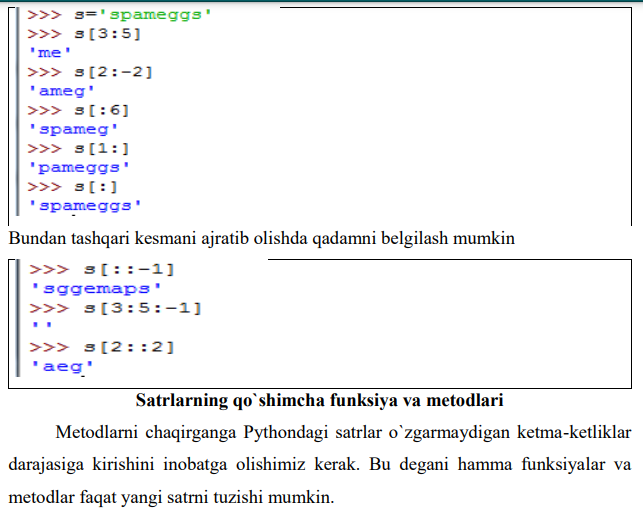 >>> s='spameggs'
>>> s[3:5]
'me'
>>> s[2:-2]
'ameg'
>>> s[:6]
'spameg'
>>> s[1:]
'pameggs'
>>> s[:]
'spameggs'
Bundan tashqari kesmani ajratib olishda qadamni belgilash mumkin
>>> s[::-1]
'sggemaps'
>>> s[3:5:-1]
''
>>> s[2::2]
'aeg'
Satrlarning qo`shimcha funksiya va metodlari
Metodlarni chaqirganga Pythondagi satrlar o`zgarmaydigan ketma-ketliklar
darajasiga kirishini inobatga olishimiz kerak. Bu degani hamma funksiyalar va
metodlar faqat yangi satrni tuzishi mumkin.